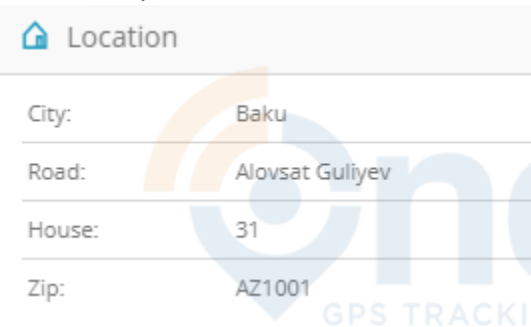 Location
City: Baku
Road: Alovsat Guliyev
House: 31
Zip: AZ1001
GPS TRACKI